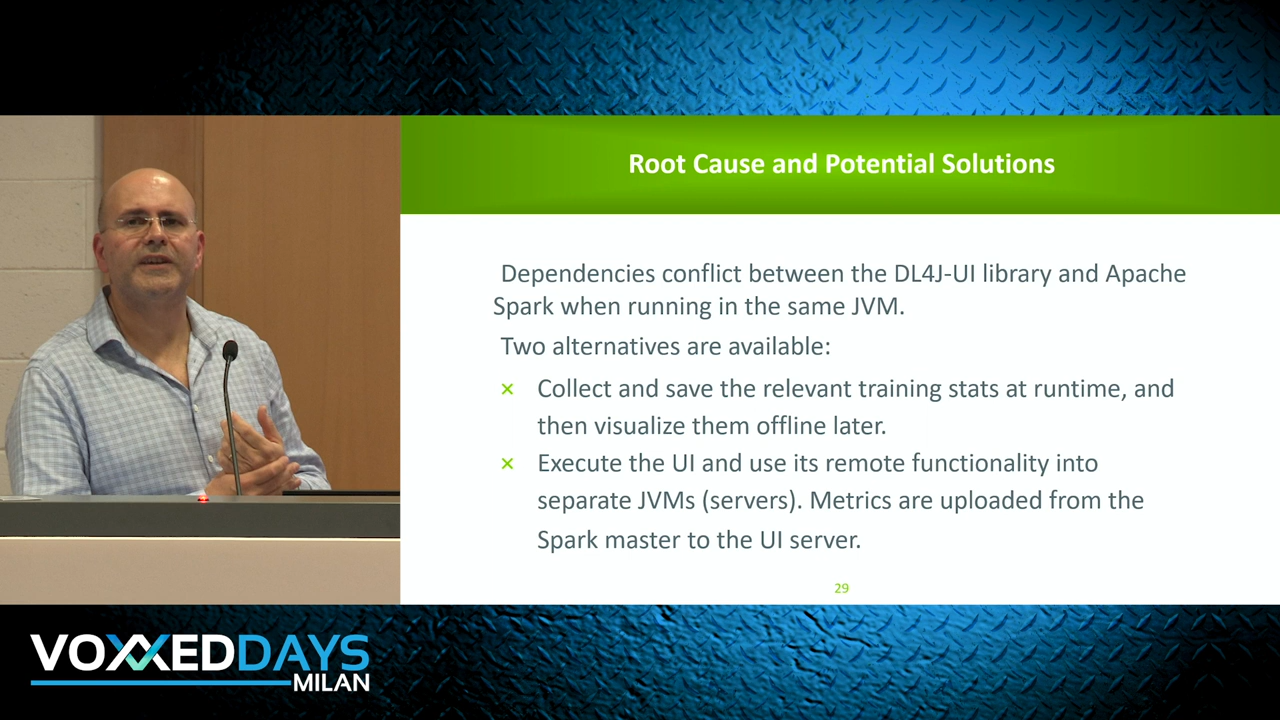 Root Cause and Potential Solutions
Dependencies conflict between the DL4J-UI library and Apache
Spark when running in the same JVM.
Two alternatives are available:
× Collect and save the relevant training stats at runtime, and
then visualize them offline later.
× Execute the UI and use its remote functionality into
separate JVMs (servers). Metrics are uploaded from the
Spark master to the UI server.
29
VOXXEDDAYS
MILAN